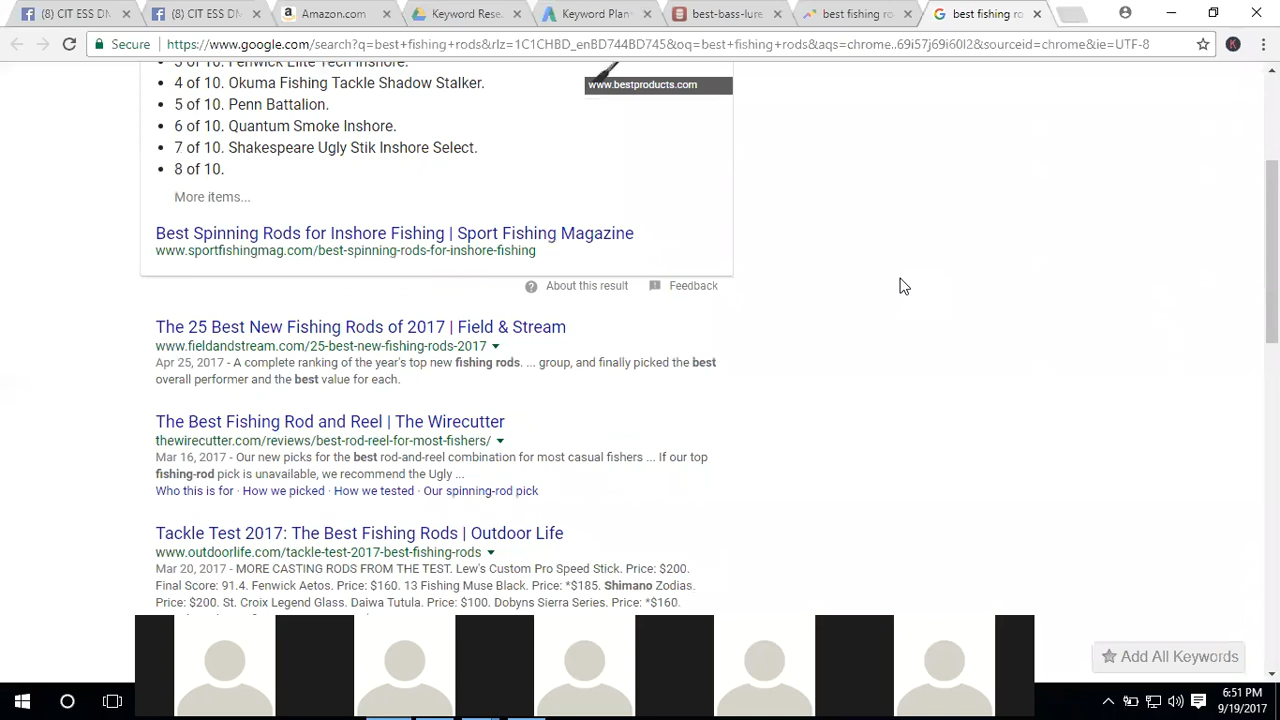 (8) CIT ESS DN
(8) CIT ESS DN
Amazon.com
Keyword Rese
Keyword Plan
best-bass-lure
best fishing ro
best fishing ro
Secure
https://www.google.com/search?q=best+fishing+rods&rlz=1C1CHBD_enBD744BD745&oq=best+fishing+rods&aqs=chrome..69i57j69i60l2&sourceid=chrome&ie=UTF-8
3 of 10. Fenwick Elite Tech Inshore.
4 of 10. Okuma Fishing Tackle Shadow Stalker.
www.bestproducts.com
5 of 10. Penn Battalion.
6 of 10. Quantum Smoke Inshore.
7 of 10. Shakespeare Ugly Stik Inshore Select.
8 of 10.
More items...
Best Spinning Rods for Inshore Fishing | Sport Fishing Magazine
www.sportfishingmag.com/best-spinning-rods-for-inshore-fishing
About this result
Feedback
The 25 Best New Fishing Rods of 2017 | Field & Stream
www.fieldandstream.com/25-best-new-fishing-rods-2017
Apr 25, 2017 - A complete ranking of the year's top new fishing rods. ... group, and finally picked the best
overall performer and the best value for each.
The Best Fishing Rod and Reel | The Wirecutter
thewirecutter.com/reviews/best-rod-reel-for-most-fishers/
Mar 16, 2017 - Our new picks for the best rod-and-reel combination for most casual fishers ... If our top
fishing-rod pick is unavailable, we recommend the Ugly ...
Who this is for · How we picked · How we tested · Our spinning-rod pick
Tackle Test 2017: The Best Fishing Rods | Outdoor Life
www.outdoorlife.com/tackle-test-2017-best-fishing-rods
Mar 20, 2017 - MORE CASTING RODS FROM THE TEST. Lew's Custom Pro Speed Stick. Price: $200.
Final Score: 91.4. Fenwick Aetos. Price: $160. 13 Fishing Muse Black. Price: *$185. Shimano Zodias.
Price: $200. St. Croix Legend Glass. Daiwa Tutula. Price: $100. Dobyns Sierra Series. Price: *$160.
Add All Keywords
6:51 PM
9/19/2017